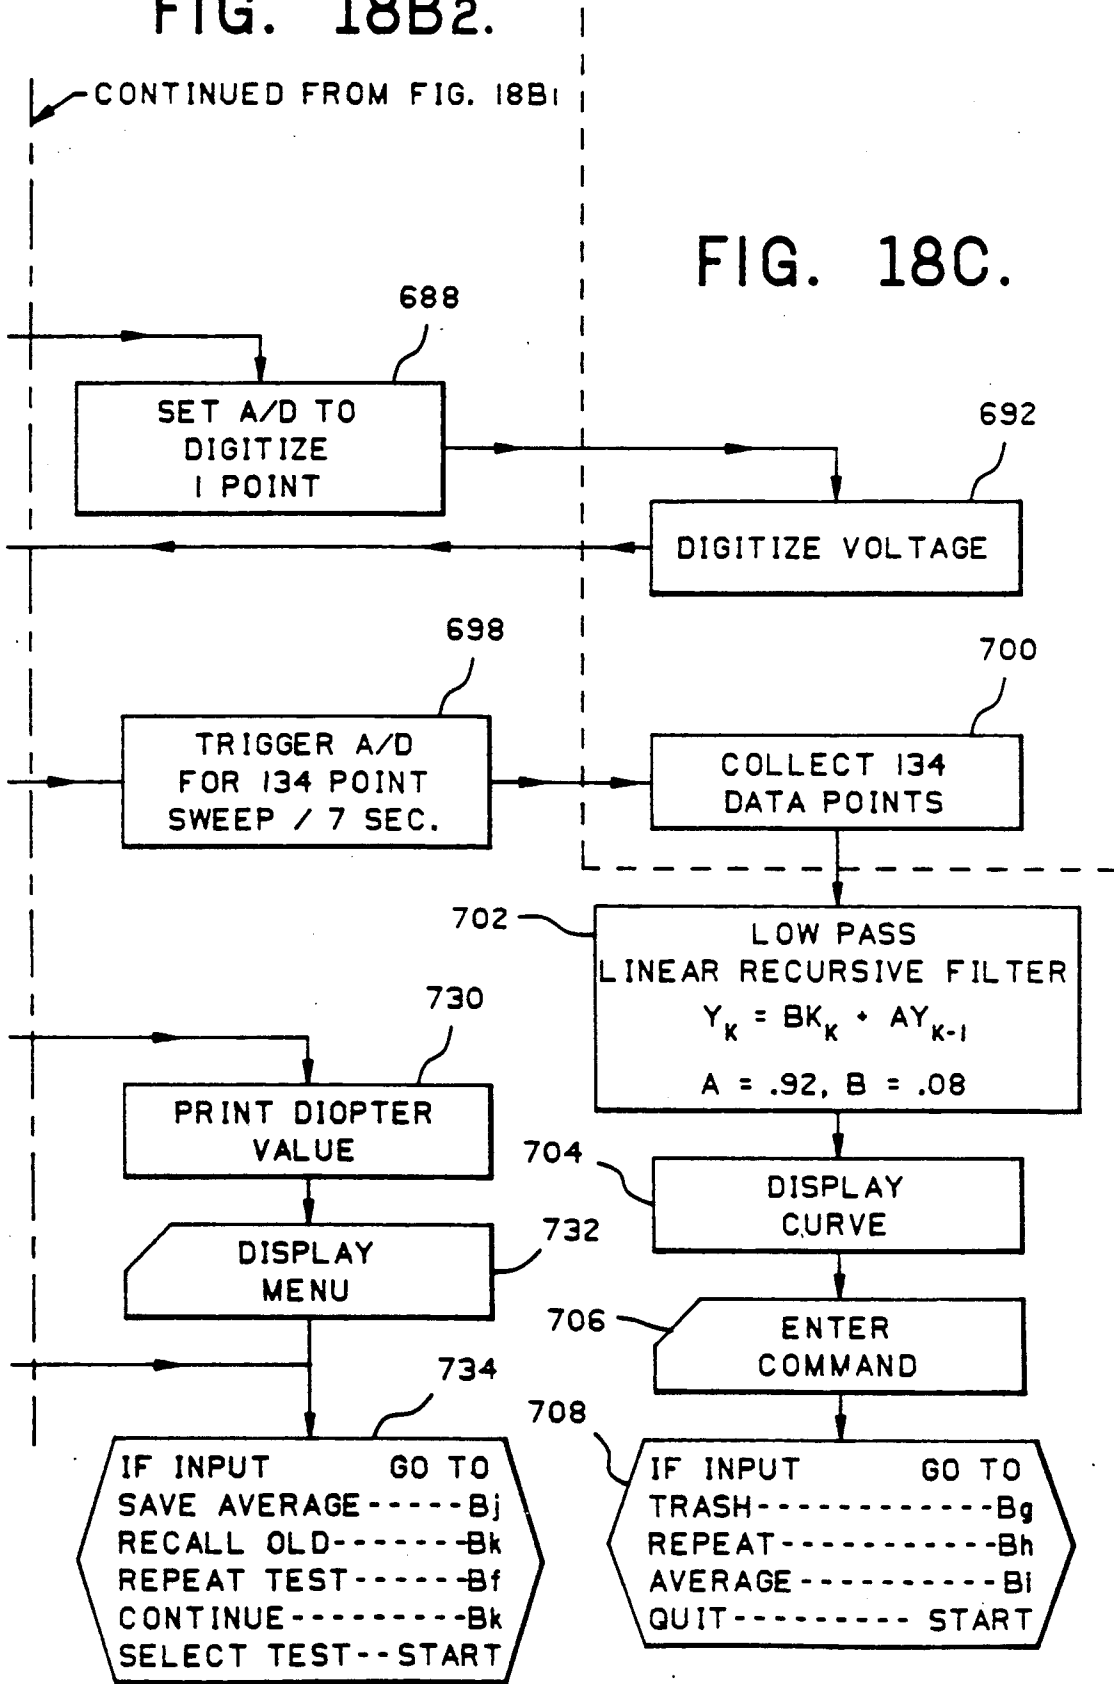 FIG. 18B2.
CONTINUED FROM FIG. 18B1
FIG. 18C.
688
SET A/D TO
DIGITIZE
1 POINT
692
DIGITIZE VOLTAGE
698
TRIGGER A/D
FOR 134 POINT
SWEEP / 7 SEC.
700
COLLECT 134
DATA POINTS
702
LOW PASS
LINEAR RECURSIVE FILTER
Y_K = BK_K + AY_K-1
A = .92, B = .08
730
PRINT DIOPTER
VALUE
704
DISPLAY
CURVE
732
DISPLAY
MENU
706
ENTER
COMMAND
734
IF INPUT GO TO
SAVE AVERAGE-----Bj
RECALL OLD-------Bk
REPEAT TEST------Bf
CONTINUE---------Bk
SELECT TEST--START
708
IF INPUT GO TO
TRASH------------Bg
REPEAT-----------Bh
AVERAGE----------Bi
QUIT--------- START